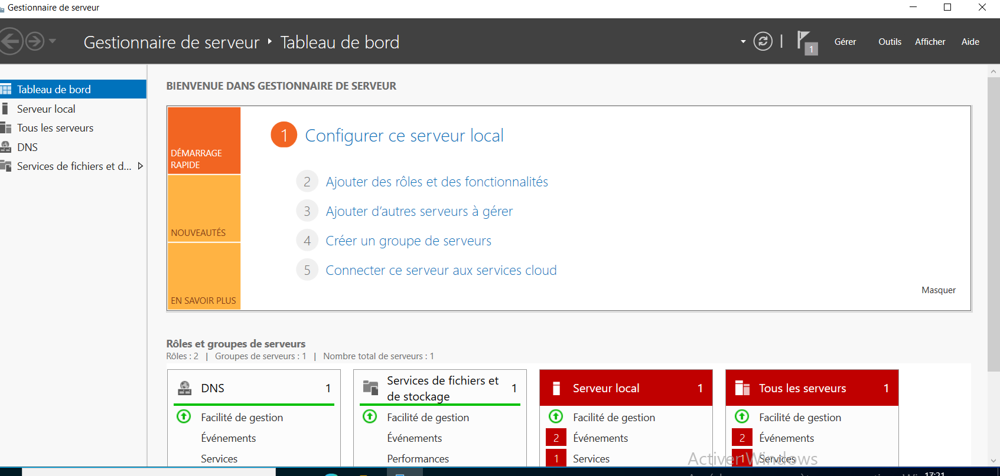 Gestionnaire de serveur
Gestionnaire de serveur ‣ Tableau de bord
1
Gérer
Outils
Afficher
Aide
Tableau de bord
Serveur local
Tous les serveurs
DNS
Services de fichiers et d...
BIENVENUE DANS GESTIONNAIRE DE SERVEUR
DÉMARRAGE
RAPIDE
NOUVEAUTÉS
EN SAVOIR PLUS
1 Configurer ce serveur local
2 Ajouter des rôles et des fonctionnalités
3 Ajouter d’autres serveurs à gérer
4 Créer un groupe de serveurs
5 Connecter ce serveur aux services cloud
Masquer
Rôles et groupes de serveurs
Rôles : 2 | Groupes de serveurs : 1 | Nombre total de serveurs : 1
DNS 1
Facilité de gestion
Événements
Services
Services de fichiers et
de stockage 1
Facilité de gestion
Événements
Performances
Serveur local 1
Facilité de gestion
2 Événements
1 Services
Tous les serveurs 1
Facilité de gestion
2 Événements
1 Services
Activer Windows
17:21